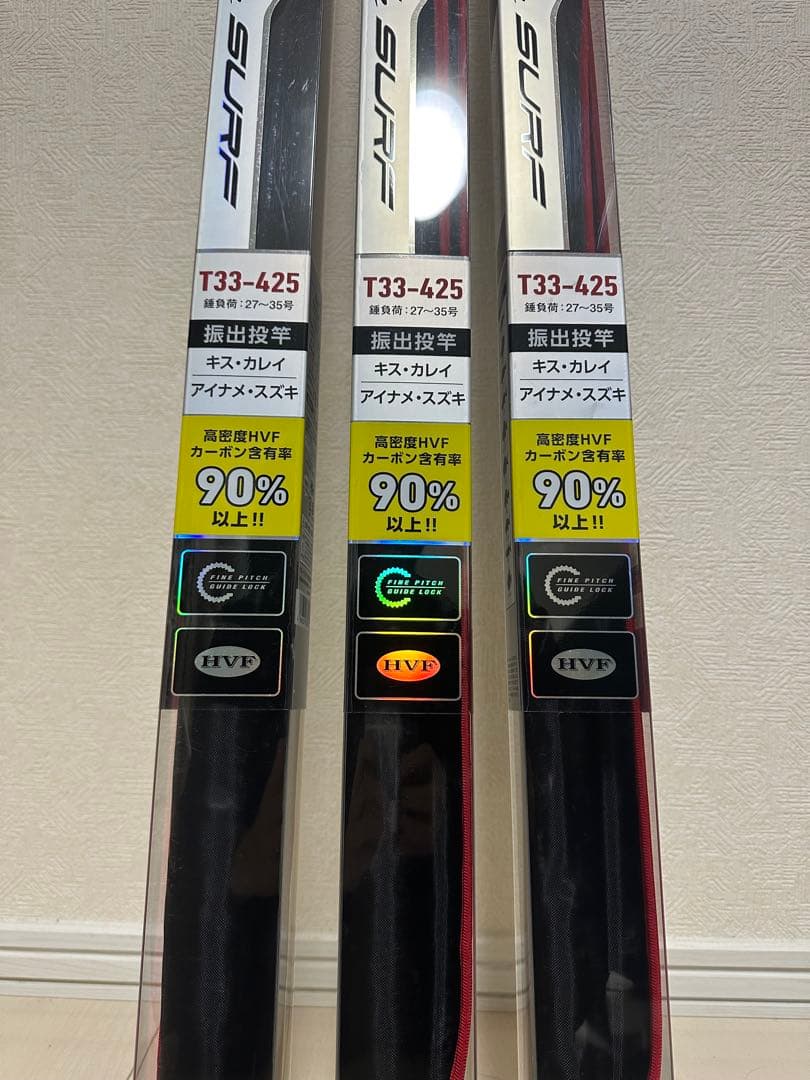 SURF
T33-425
錘負荷:27〜35号
振出投竿
キス・カレイ
アイナメ・スズキ
高密度HVF
カーボン含有率
90%
以上!!
FINE PITCH
GUIDE LOCK
HVF
SURF
T33-425
錘負荷:27〜35号
振出投竿
キス・カレイ
アイナメ・スズキ
高密度HVF
カーボン含有率
90%
以上!!
FINE PITCH
GUIDE LOCK
HVF
SURF
T33-425
錘負荷:27〜35号
振出投竿
キス・カレイ
アイナメ・スズキ
高密度HVF
カーボン含有率
90%
以上!!
FINE PITCH
GUIDE LOCK
HVF